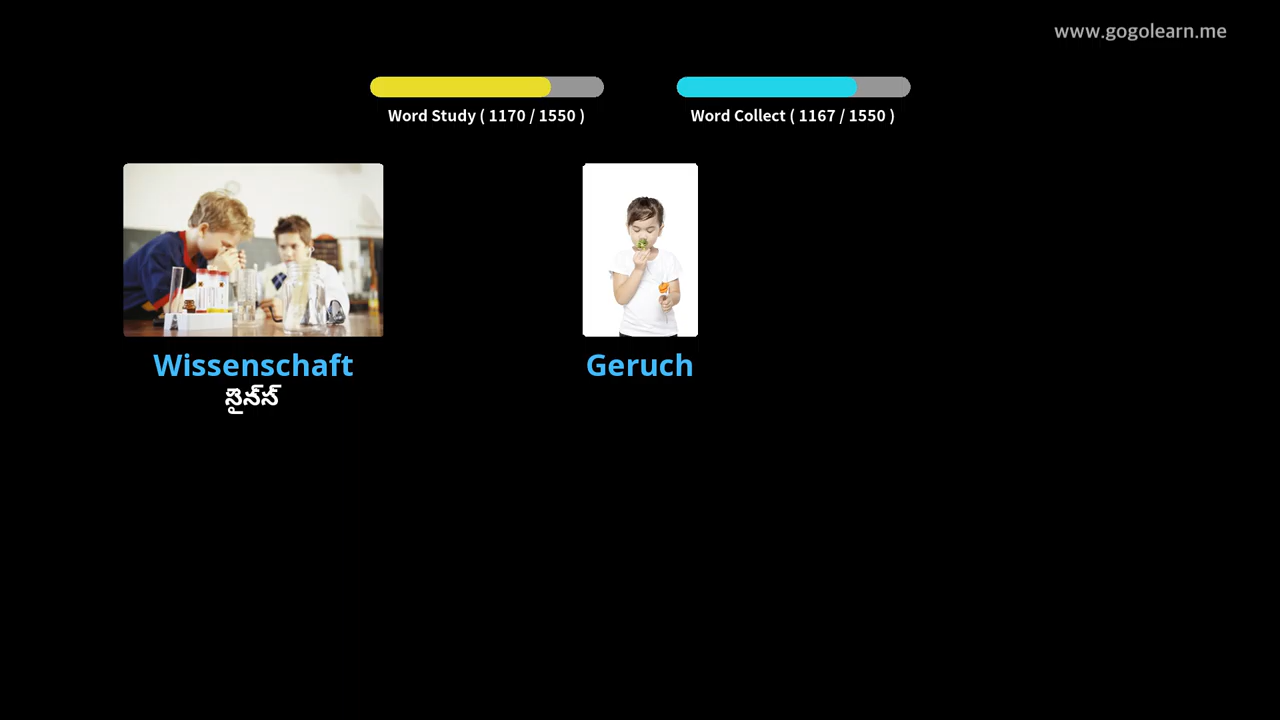 www.gogolearn.me
Word Study ( 1170 / 1550 )
Word Collect ( 1167 / 1550 )
Wissenschaft
Geruch
సైన్స్